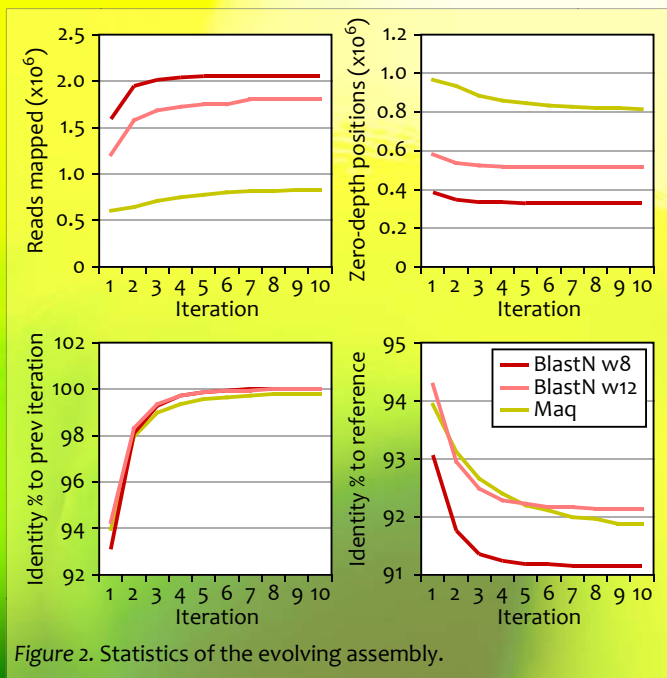 Reads mapped (x10⁶)
2.5
2.0
1.5
1.0
0.5
0
1 2 3 4 5 6 7 8 9 10
Iteration
Zero-depth positions (x10⁶)
1.2
1.0
0.8
0.6
0.4
0.2
0
1 2 3 4 5 6 7 8 9 10
Iteration
Identity % to prev iteration
102
100
98
96
94
92
1 2 3 4 5 6 7 8 9 10
Iteration
Identity % to reference
95
94
93
92
91
1 2 3 4 5 6 7 8 9 10
Iteration
BlastN w8
BlastN w12
Maq
Figure 2. Statistics of the evolving assembly.